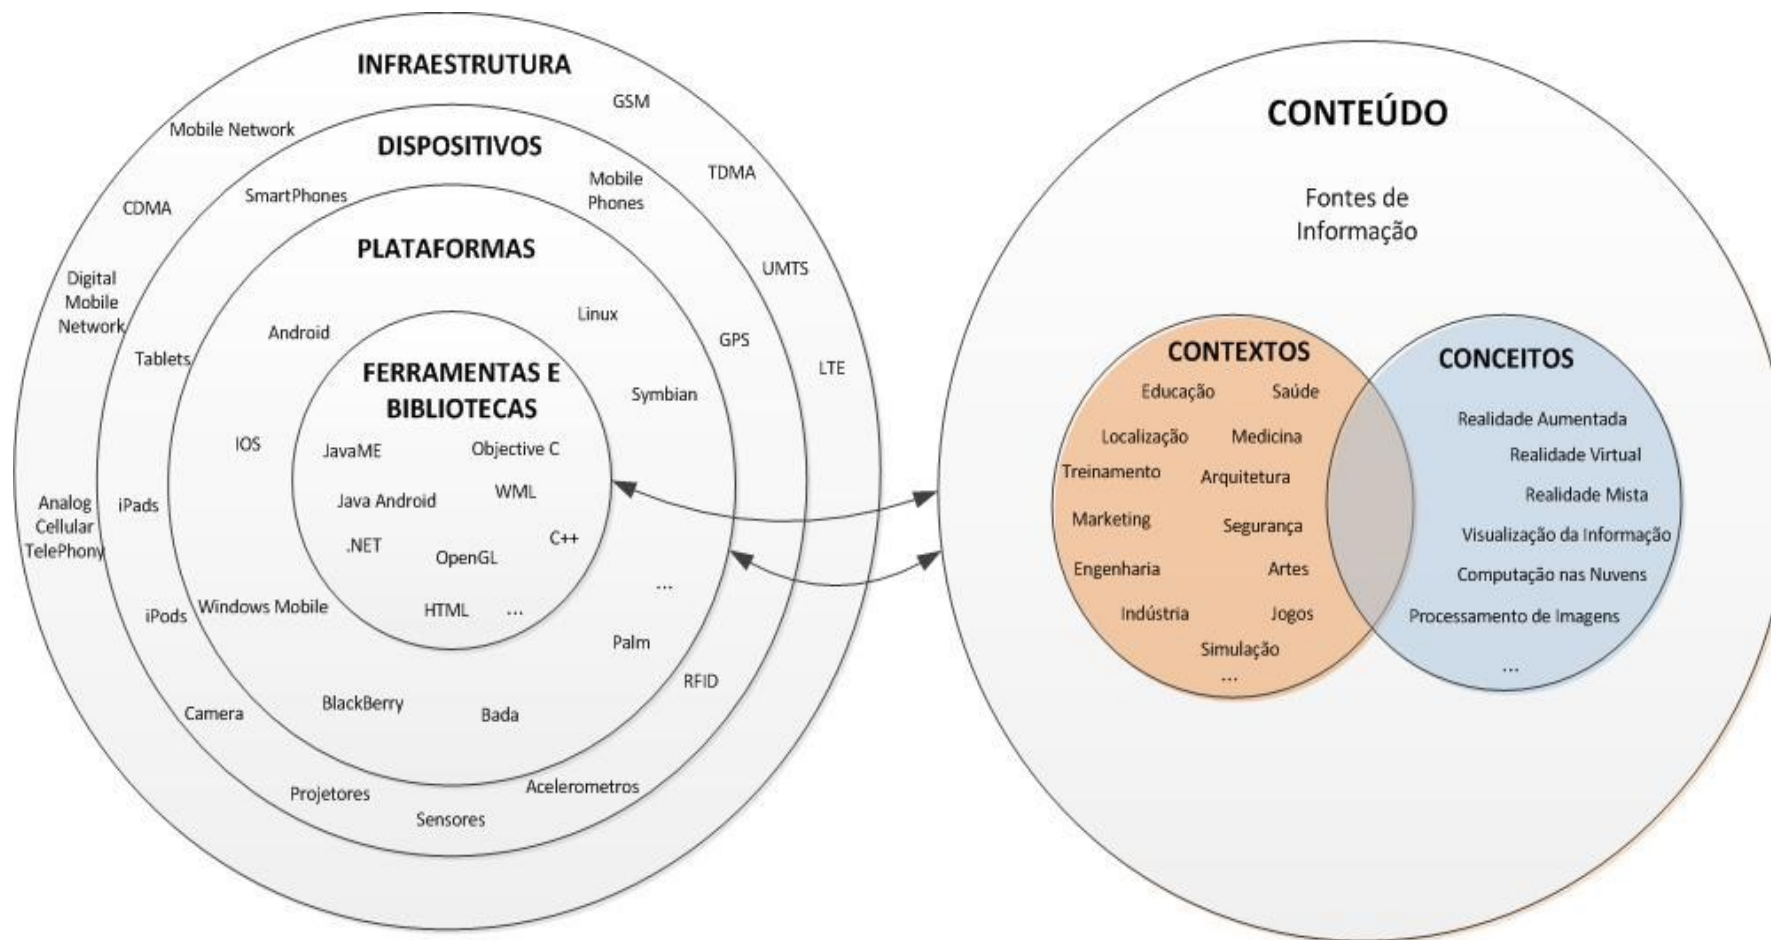 INFRAESTRUTURA
GSM
Mobile Network
TDMA
CDMA
UMTS
Digital
Mobile
Network
LTE
Analog
Cellular
TelePhony
DISPOSITIVOS
SmartPhones
Mobile
Phones
GPS
Tablets
iPads
iPods
RFID
Camera
Projetores
Acelerometros
Sensores
PLATAFORMAS
Linux
Android
Symbian
IOS
...
Windows Mobile
Palm
BlackBerry
Bada
FERRAMENTAS E
BIBLIOTECAS
JavaME
Objective C
WML
Java Android
.NET
C++
OpenGL
HTML
...
CONTEÚDO
Fontes de
Informação
CONTEXTOS
Educação
Saúde
Localização
Medicina
Treinamento
Arquitetura
Marketing
Segurança
Engenharia
Artes
Indústria
Jogos
Simulação
...
CONCEITOS
Realidade Aumentada
Realidade Virtual
Realidade Mista
Visualização da Informação
Computação nas Nuvens
Processamento de Imagens
...